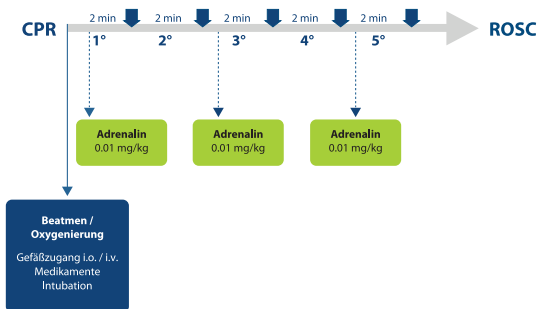 2 min 2 min 2 min 2 min 2 min
CPR ROSC
1° 2° 3° 4° 5°
Adrenalin
0.01 mg/kg
Adrenalin
0.01 mg/kg
Adrenalin
0.01 mg/kg
Beatmen /
Oxygenierung
Gefäßzugang i.o. / i.v.
Medikamente
Intubation